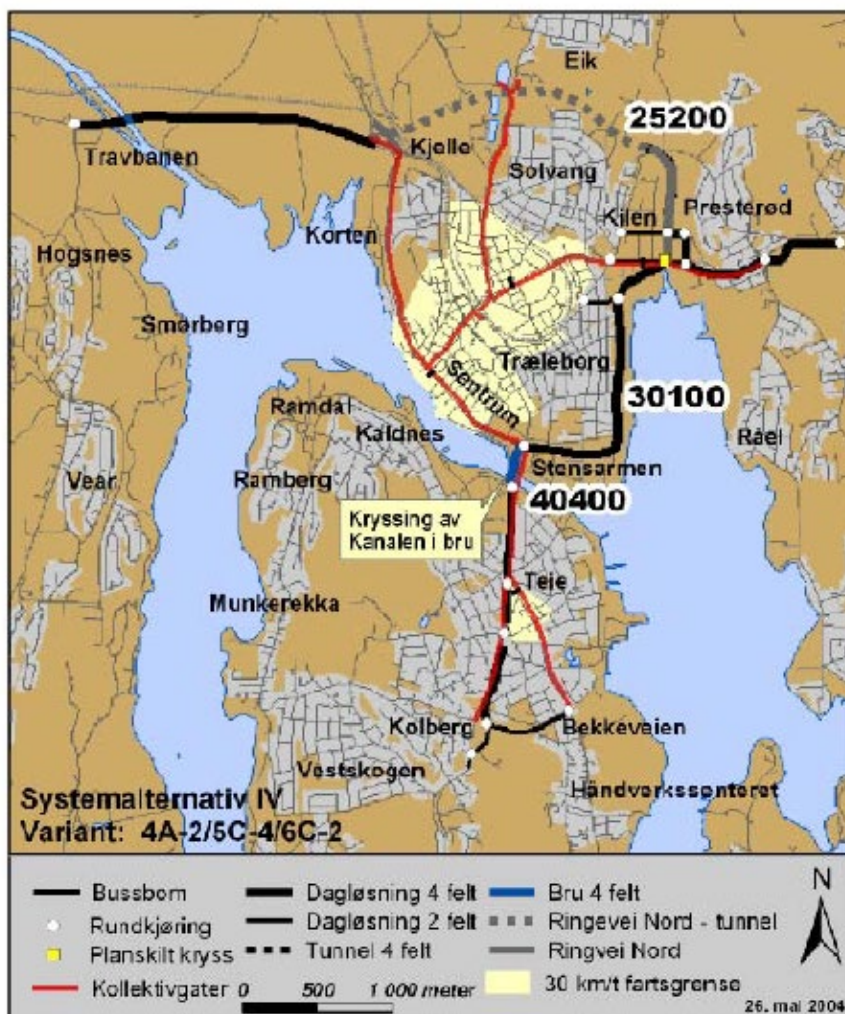 Eik
25200
Travbanen
Kjelle
Solvang
Kilen
Presterød
Korten
Hogsnes
Smørberg
Træleborg
Sentrum
30100
Ramdal
Kaldnes
Råel
Stensarmen
Vear
Ramberg
40400
Kryssing av
Kanalen i bru
Teie
Munkerekka
Kolberg
Bekkeveien
Vestskogen
Håndverkssenteret
Systemalternativ IV
Variant: 4A-2/5C-4/6C-2
Bussbom
Dagløsning 4 felt
Bru 4 felt
N
Rundkjøring
Dagløsning 2 felt
Ringevei Nord - tunnel
Planskilt kryss
Tunnel 4 felt
Ringvei Nord
Kollektivgater
0 500 1 000 meter
30 km/t fartsgrense
26. mai 2004